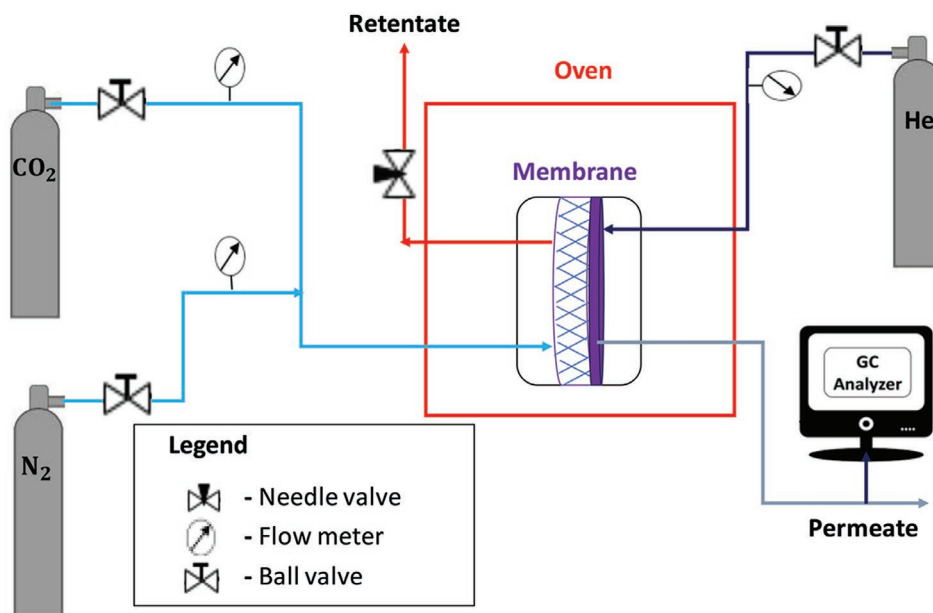 Retentate
Oven
He
CO₂
Membrane
GC
Analyzer
N₂
Legend
- Needle valve
- Flow meter
- Ball valve
Permeate